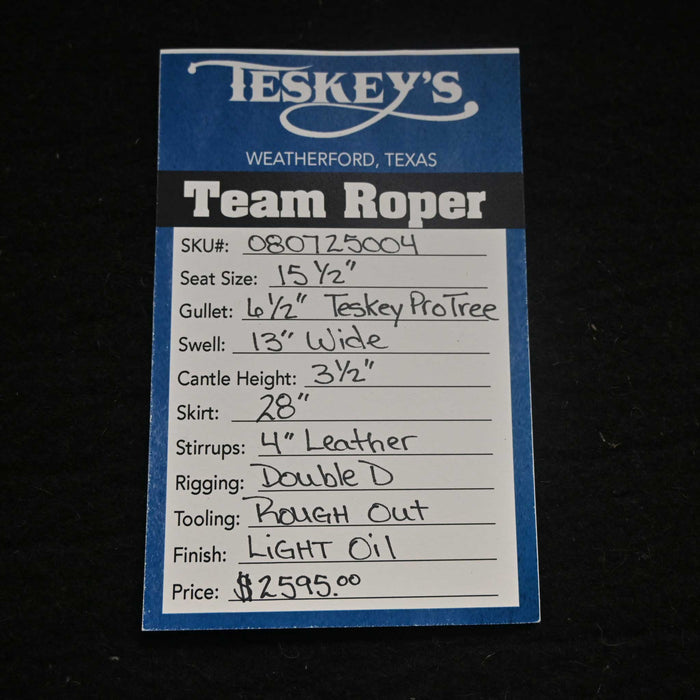 TESKEY'S
WEATHERFORD, TEXAS
Team Roper
SKU#: 080725004
Seat Size: 15 1/2"
Gullet: 6 1/2" Teskey ProTree
Swell: 13" Wide
Cantle Height: 3 1/2"
Skirt: 28"
Stirrups: 4" Leather
Rigging: Double D
Tooling: ROUGH Out
Finish: LIGHT Oil
Price: $2595.00